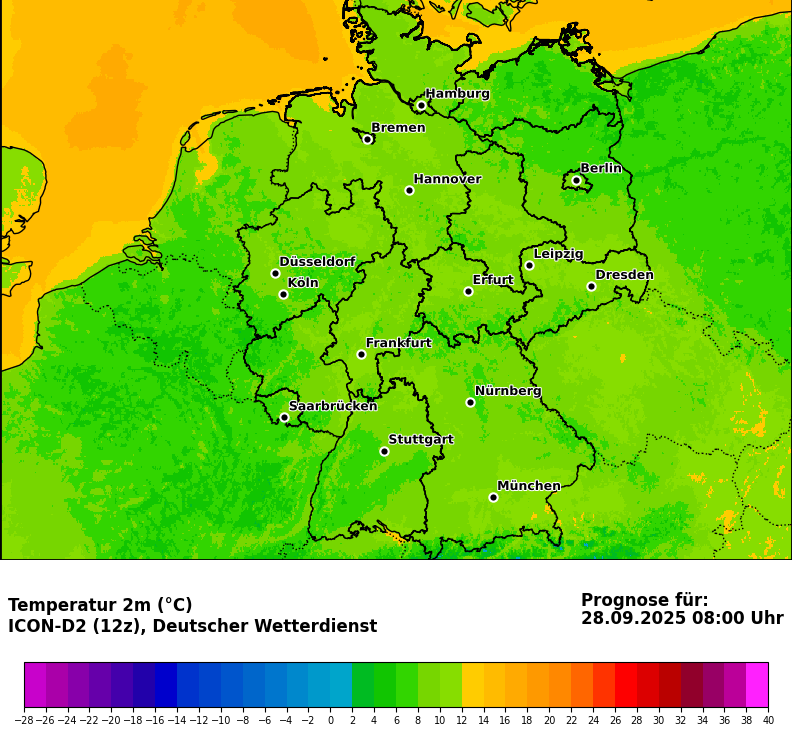 Hamburg
Bremen
Berlin
Hannover
Leipzig
Düsseldorf
Dresden
Köln
Erfurt
Frankfurt
Nürnberg
Saarbrücken
Stuttgart
München
Temperatur 2m (°C)
ICON-D2 (12z), Deutscher Wetterdienst
Prognose für:
28.09.2025 08:00 Uhr
−28 −26 −24 −22 −20 −18 −16 −14 −12 −10 −8 −6 −4 −2 0 2 4 6 8 10 12 14 16 18 20 22 24 26 28 30 32 34 36 38 40